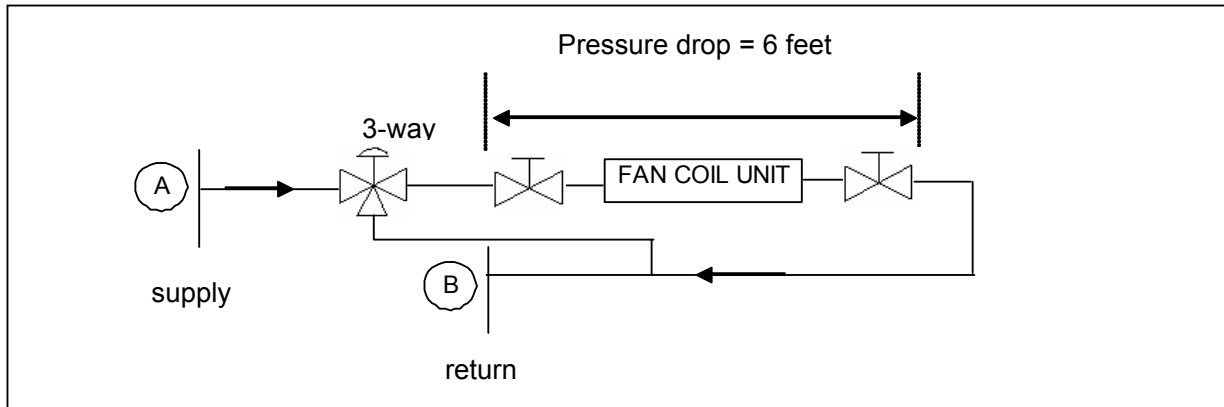 Pressure drop = 6 feet
3-way
A
FAN COIL UNIT
B
supply
return